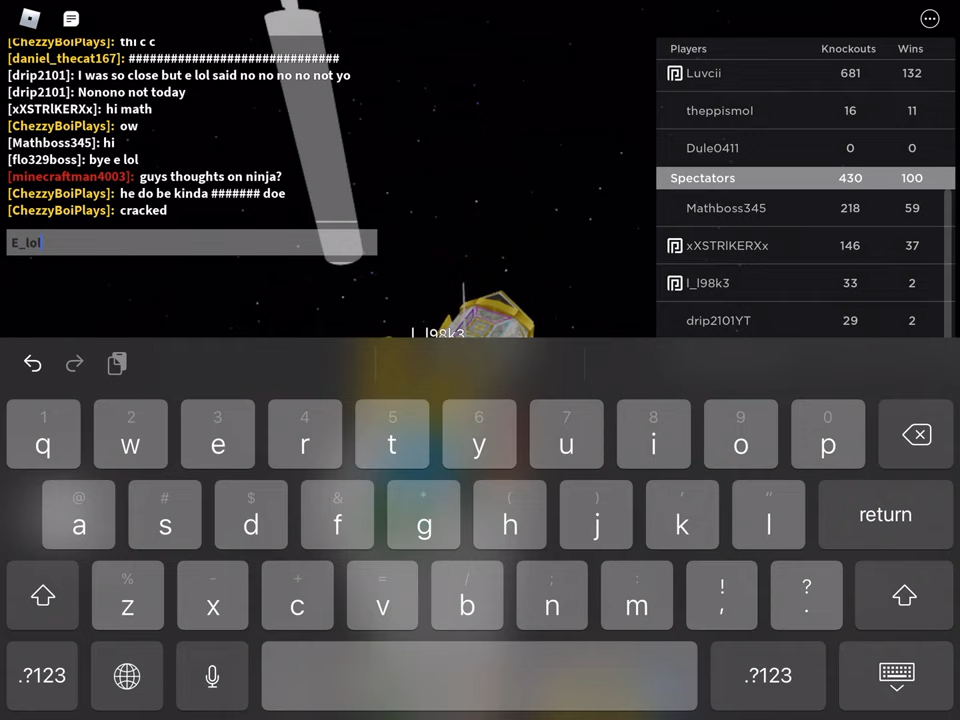 [ChezzyBoiPlays]: thi c c
[daniel_thecat167]: ##############################
[drip2101]: I was so close but e lol said no no no no not yo
[drip2101]: Nonono not today
[xXSTRlKERXx]: hi math
[ChezzyBoiPlays]: ow
[Mathboss345]: hi
[flo329boss]: bye e lol
[minecraftman4003]: guys thoughts on ninja?
[ChezzyBoiPlays]: he do be kinda ####### doe
[ChezzyBoiPlays]: cracked
E_lol
Players Knockouts Wins
Luvcii 681 132
theppismol 16 11
Dule0411 0 0
Spectators 430 100
Mathboss345 218 59
xXSTRlKERXx 146 37
l_l98k3 33 2
drip2101YT 29 2
l_l98k3
1 2 3 4 5 6 7 8 9 0
q w e r t y u i o p
@ # $ & * ( ) ' "
a s d f g h j k l return
% - + = / ; : ! ?
z x c v b n m , .
.?123 .?123